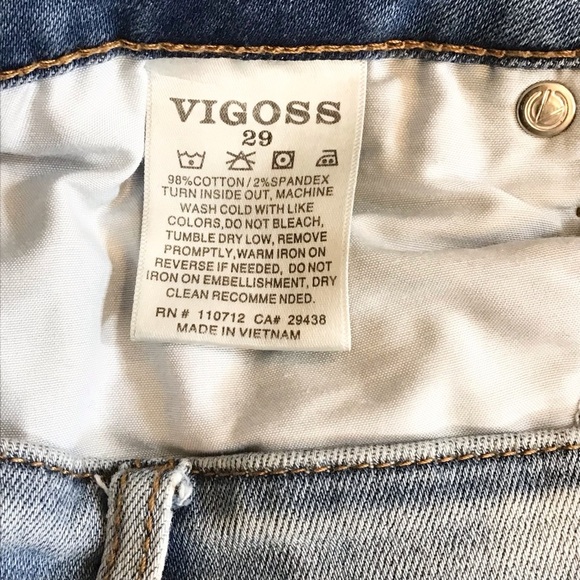 VIGOSS
29
98%COTTON/2%SPANDEX
TURN INSIDE OUT, MACHINE
WASH COLD WITH LIKE
COLORS,DO NOT BLEACH,
TUMBLE DRY LOW, REMOVE
PROMPTLY,WARM IRON ON
REVERSE IF NEEDED, DO NOT
IRON ON EMBELLISHMENT, DRY
CLEAN RECOMMENDED.
RN # 110712 CA# 29438
MADE IN VIETNAM